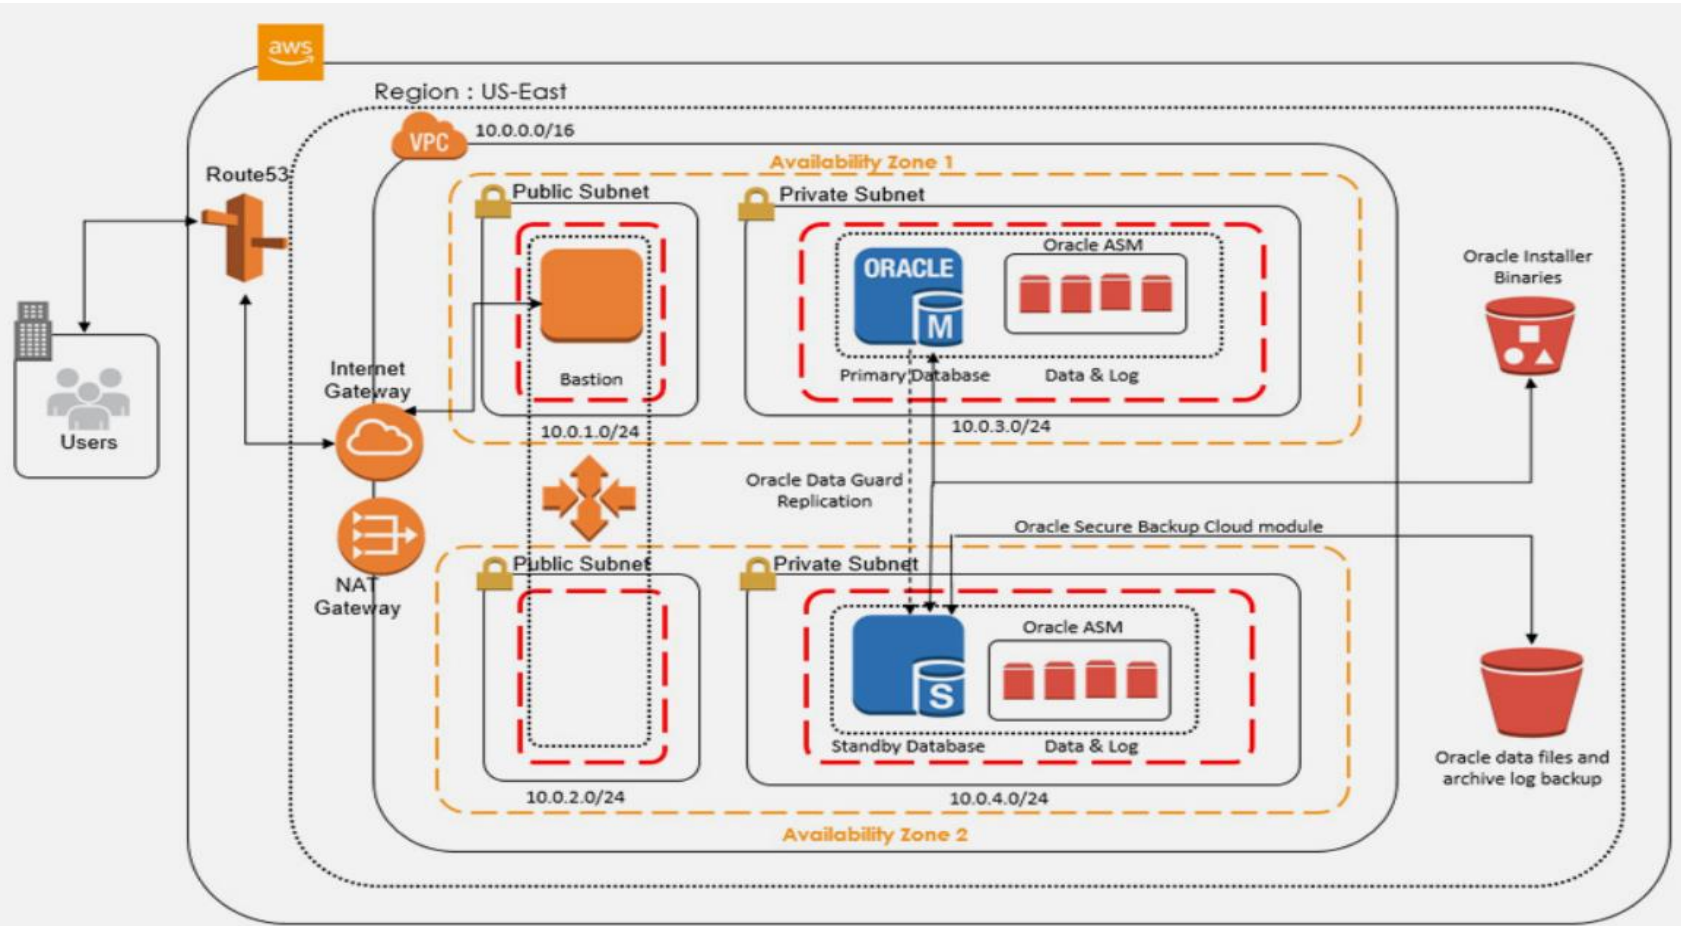 aws
Region : US-East
VPC
10.0.0.0/16
Availability Zone 1
Route53
Public Subnet
Private Subnet
Oracle ASM
ORACLE
M
Oracle Installer
Binaries
Internet
Gateway
Bastion
Primary Database
Data & Log
Users
10.0.1.0/24
10.0.3.0/24
Oracle Data Guard
Replication
Oracle Secure Backup Cloud module
NAT
Gateway
Public Subnet
Private Subnet
Oracle ASM
S
Standby Database
Data & Log
Oracle data files and
archive log backup
10.0.2.0/24
10.0.4.0/24
Availability Zone 2